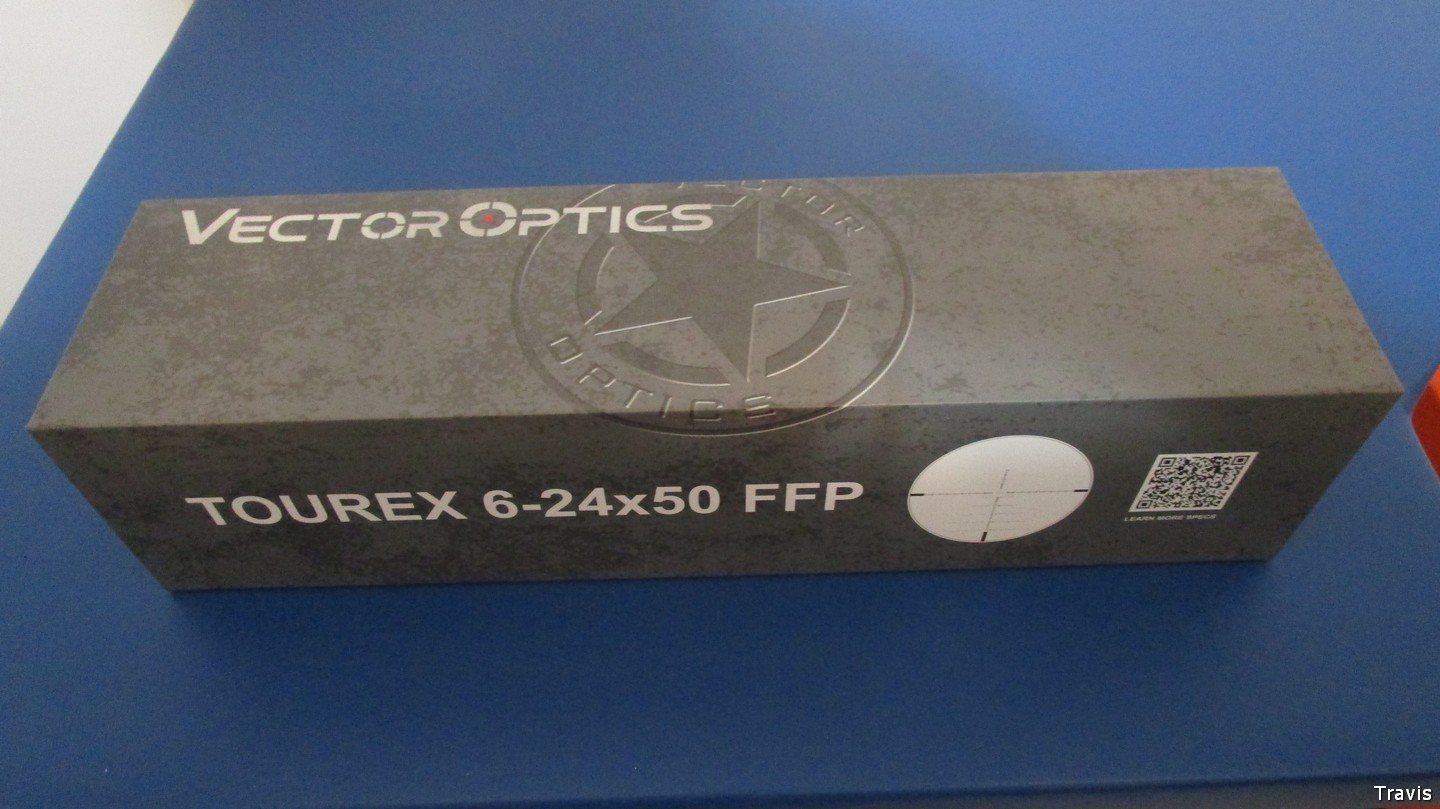 VECTOR OPTICS
VECTOR
OPTICS
TOUREX 6-24x50 FFP
LEARN MORE SPECS
Travis